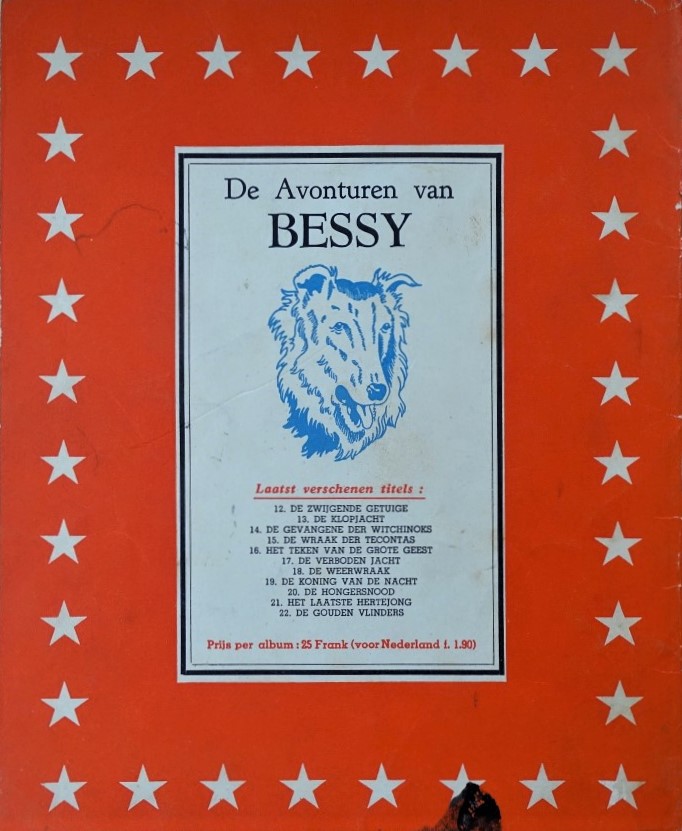 De Avonturen van
BESSY
Laatst verschenen titels :
12. DE ZWIJGENDE GETUIGE
13. DE KLOPJACHT
14. DE GEVANGENE DER WITCHINOKS
15. DE WRAAK DER TECONTAS
16. HET TEKEN VAN DE GROTE GEEST
17. DE VERBODEN JACHT
18. DE WEERWRAAK
19. DE KONING VAN DE NACHT
20. DE HONGERSNOOD
21. HET LAATSTE HERTEJONG
22. DE GOUDEN VLINDERS
Prijs per album : 25 Frank (voor Nederland f. 1.90)